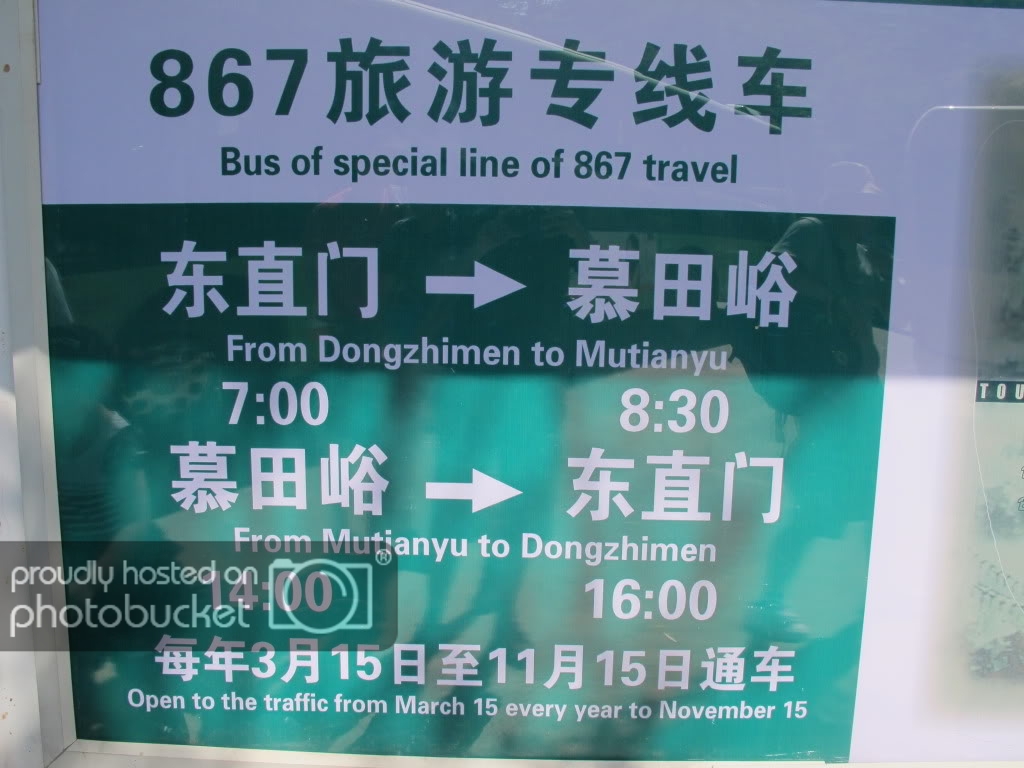 867旅游专线车
Bus of special line of 867 travel
东直门 → 慕田峪
From Dongzhimen to Mutianyu
7:00 8:30
慕田峪 → 东直门
From Mutianyu to Dongzhimen
14:00 16:00
每年3月15日至11月15日通车
Open to the traffic from March 15 every year to November 15
TOU
proudly hosted on
photobucket®